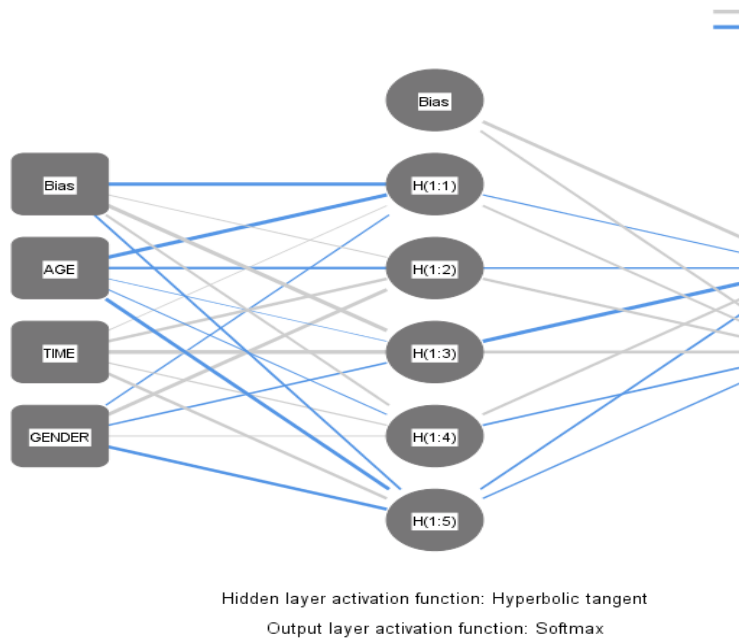 Bias
Bias
H(1:1)
AGE
H(1:2)
TIME
H(1:3)
GENDER
H(1:4)
H(1:5)
Hidden layer activation function: Hyperbolic tangent
Output layer activation function: Softmax